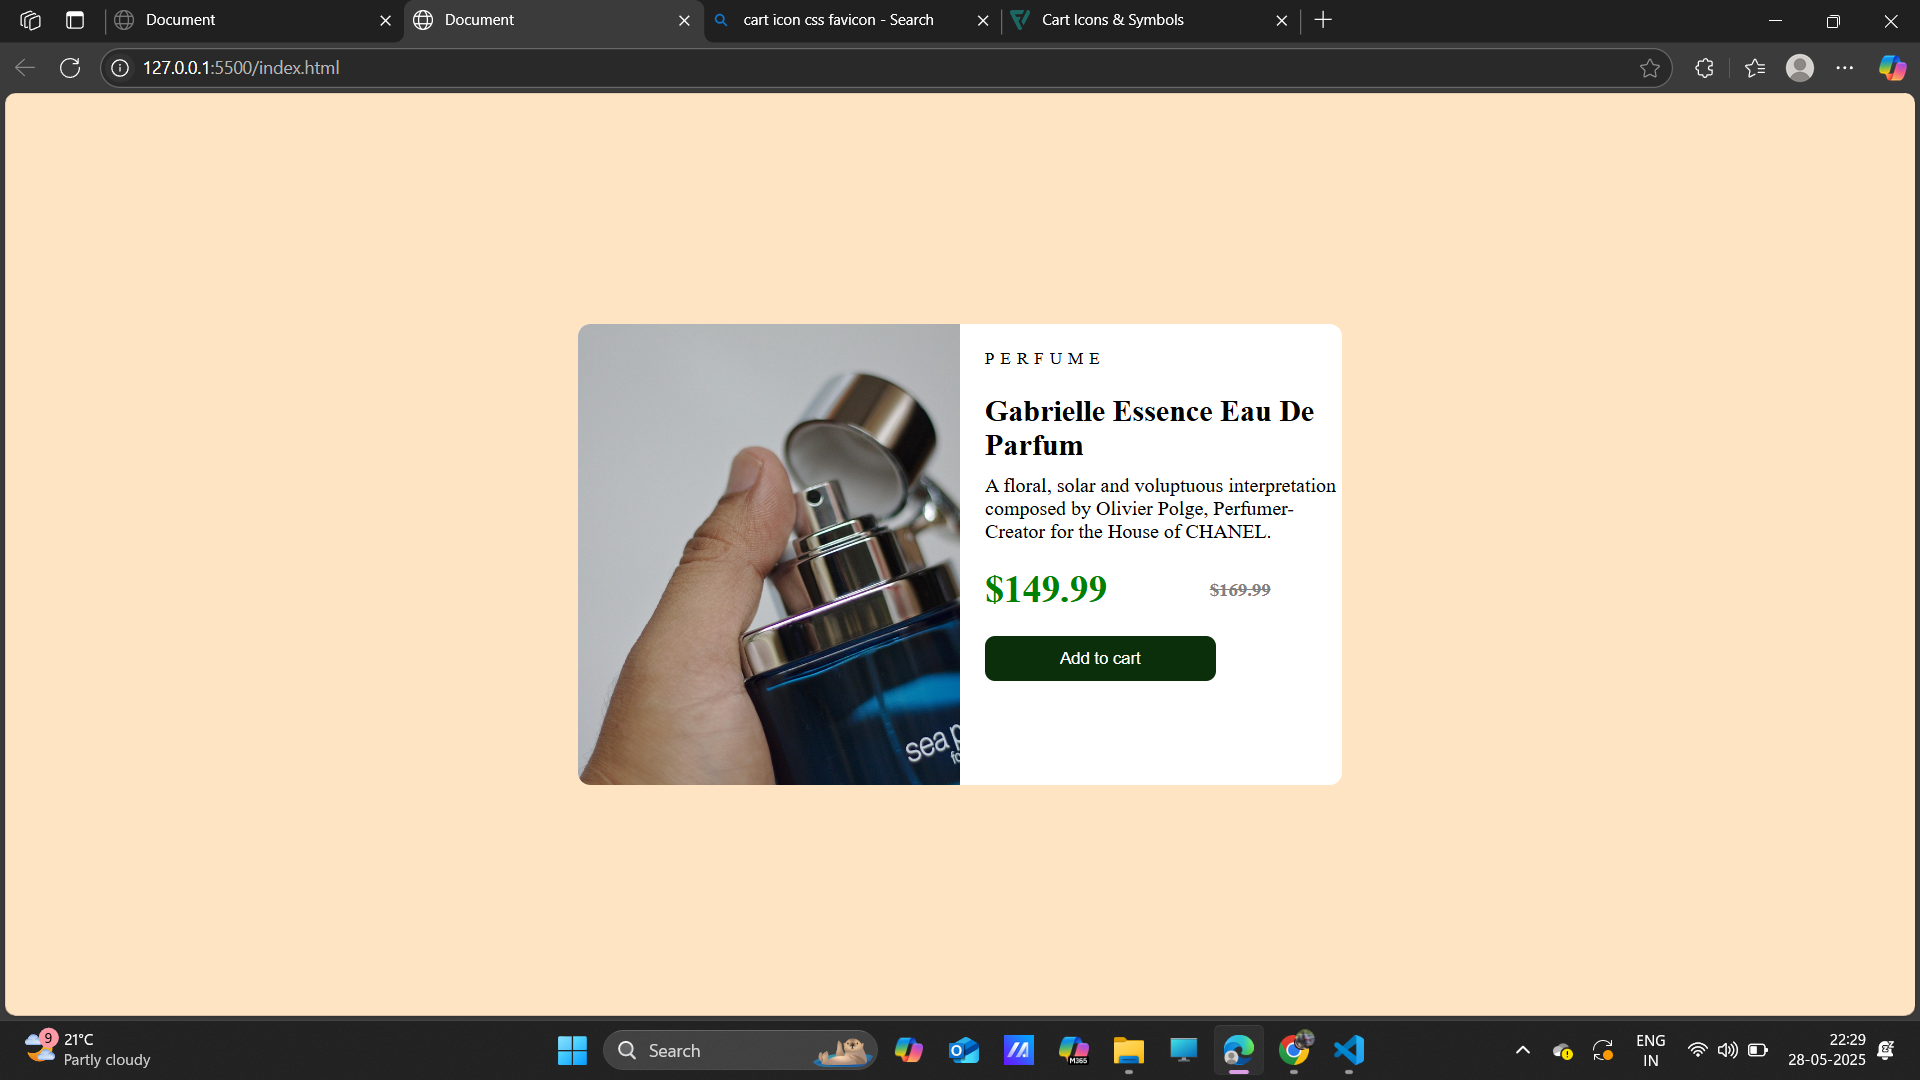 Document
Document
cart icon css favicon - Search
Cart Icons & Symbols
127.0.0.1:5500/index.html
PERFUME
Gabrielle Essence Eau De
Parfum
A floral, solar and voluptuous interpretation
composed by Olivier Polge, Perfumer-
Creator for the House of CHANEL.
$149.99
$169.99
Add to cart
sea p
fo
9
21°C
Partly cloudy
Search
M365
ENG
IN
22:29
28-05-2025